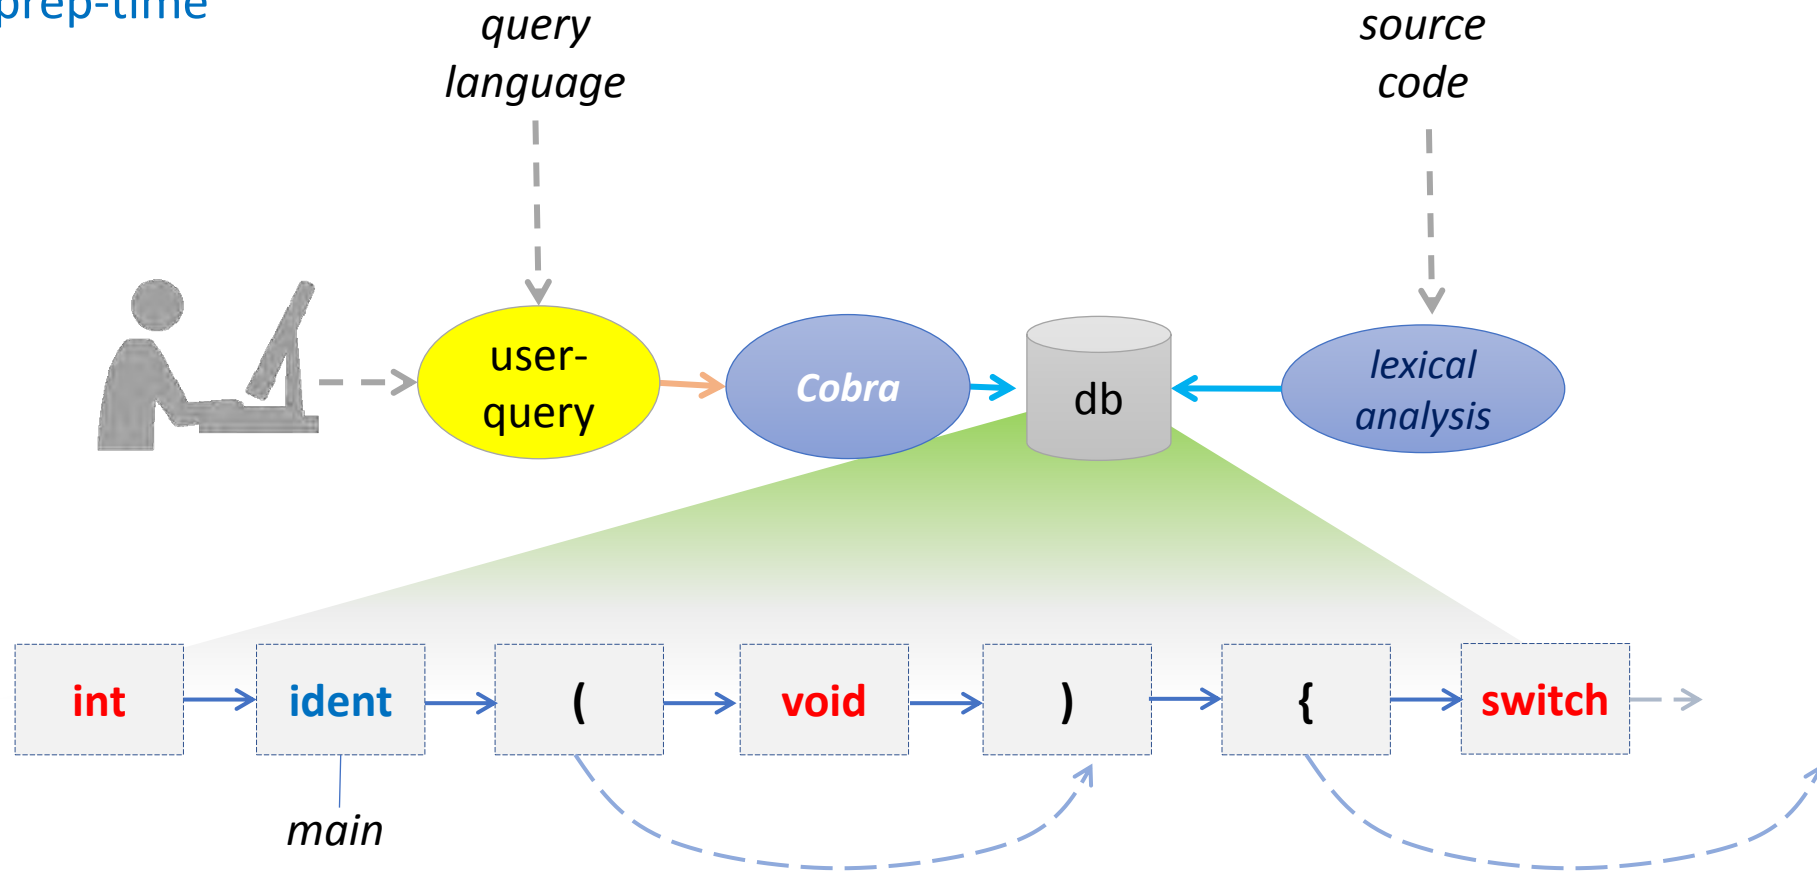 prep-time
query
language
source
code
user-
query
Cobra
db
lexical
analysis
int
ident
(
void
)
{
switch
main